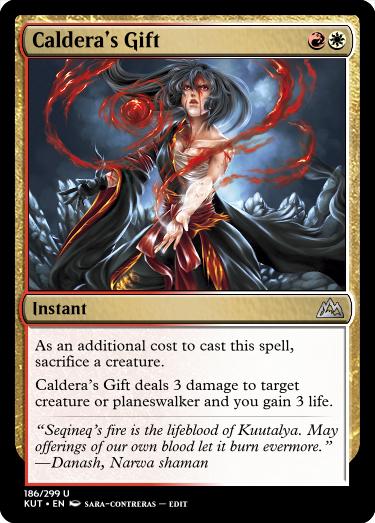 Caldera's Gift
Instant
As an additional cost to cast this spell,
sacrifice a creature.
Caldera's Gift deals 3 damage to target
creature or planeswalker and you gain 3 life.
"Seqineq's fire is the lifeblood of Kuutalya. May
offerings of our own blood let it burn evermore."
—Danash, Narwa shaman
186/299 U
KUT • EN SARA-CONTRERAS — EDIT